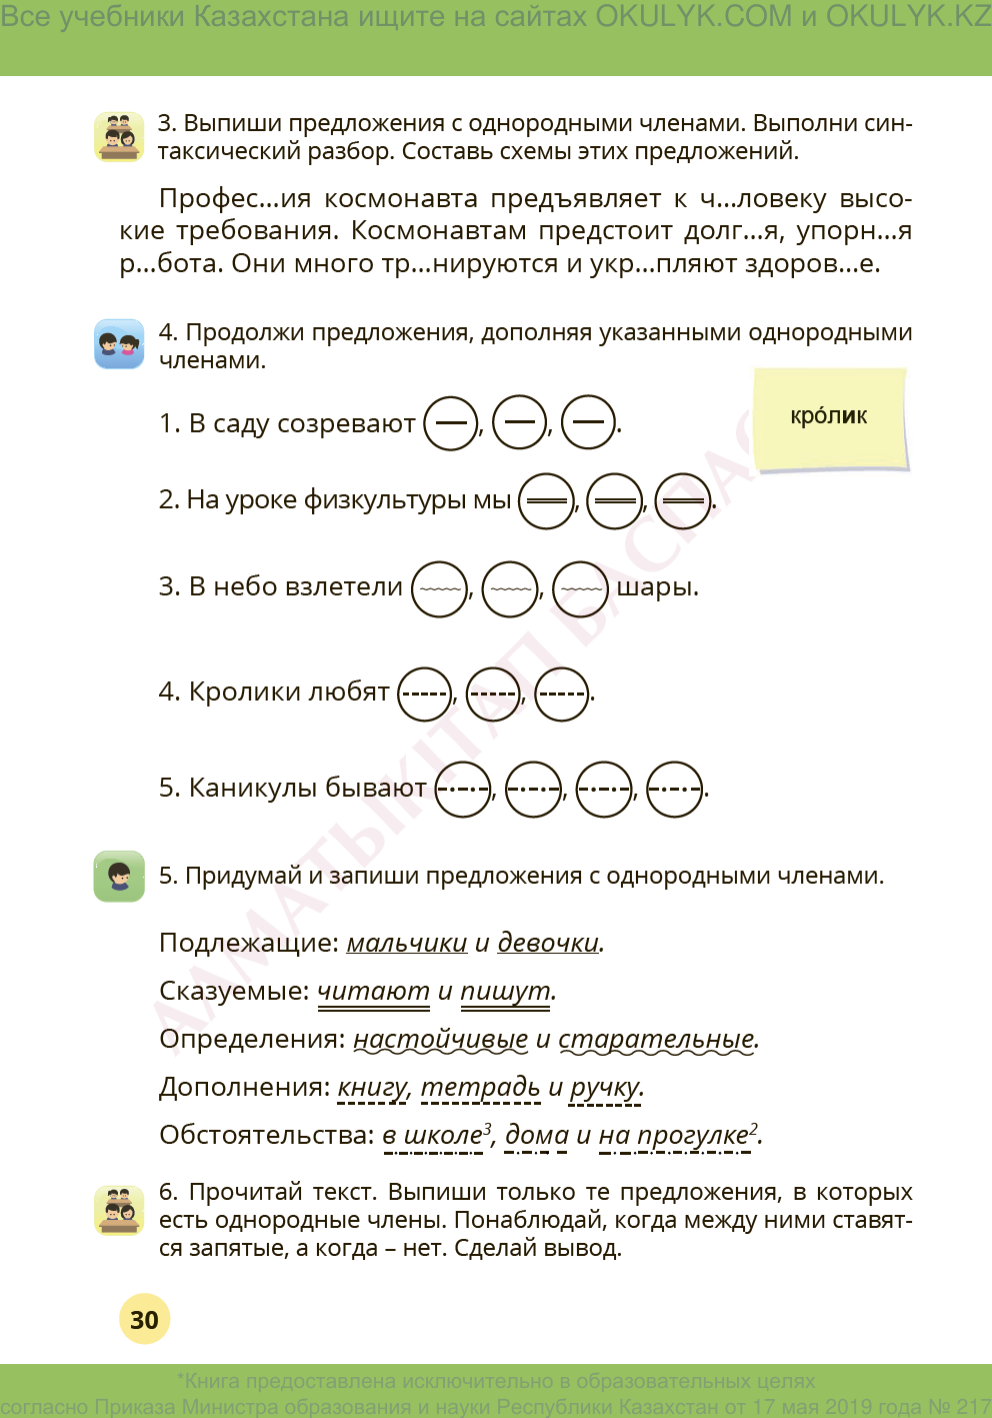 Все учебники Казахстана ищите на сайтах OKULYK.COM и OKULYK.KZ
3. Выпиши предложения с однородными членами. Выполни син-
таксический разбор. Составь схемы этих предложений.
Профес...ия космонавта предъявляет к ч...ловеку высо-
кие требования. Космонавтам предстоит долг...я, упорн...я
р...бота. Они много тр...нируются и укр...пляют здоров...е.
4. Продолжи предложения, дополняя указанными однородными
членами.
кро́лик
1. В саду созревают , , .
2. На уроке физкультуры мы , , .
3. В небо взлетели , , шары.
4. Кролики любят , , .
5. Каникулы бывают , , , .
5. Придумай и запиши предложения с однородными членами.
Подлежащие: мальчики и девочки.
Сказуемые: читают и пишут.
Определения: настойчивые и старательные.
Дополнения: книгу, тетрадь и ручку.
Обстоятельства: в школе³, дома и на прогулке².
6. Прочитай текст. Выпиши только те предложения, в которых
есть однородные члены. Понаблюдай, когда между ними ставят-
ся запятые, а когда – нет. Сделай вывод.
30
АЛМАТЫКІТАП БАСПАС
*Книга предоставлена исключительно в образовательных целях
согласно Приказа Министра образования и науки Республики Казахстан от 17 мая 2019 года № 217